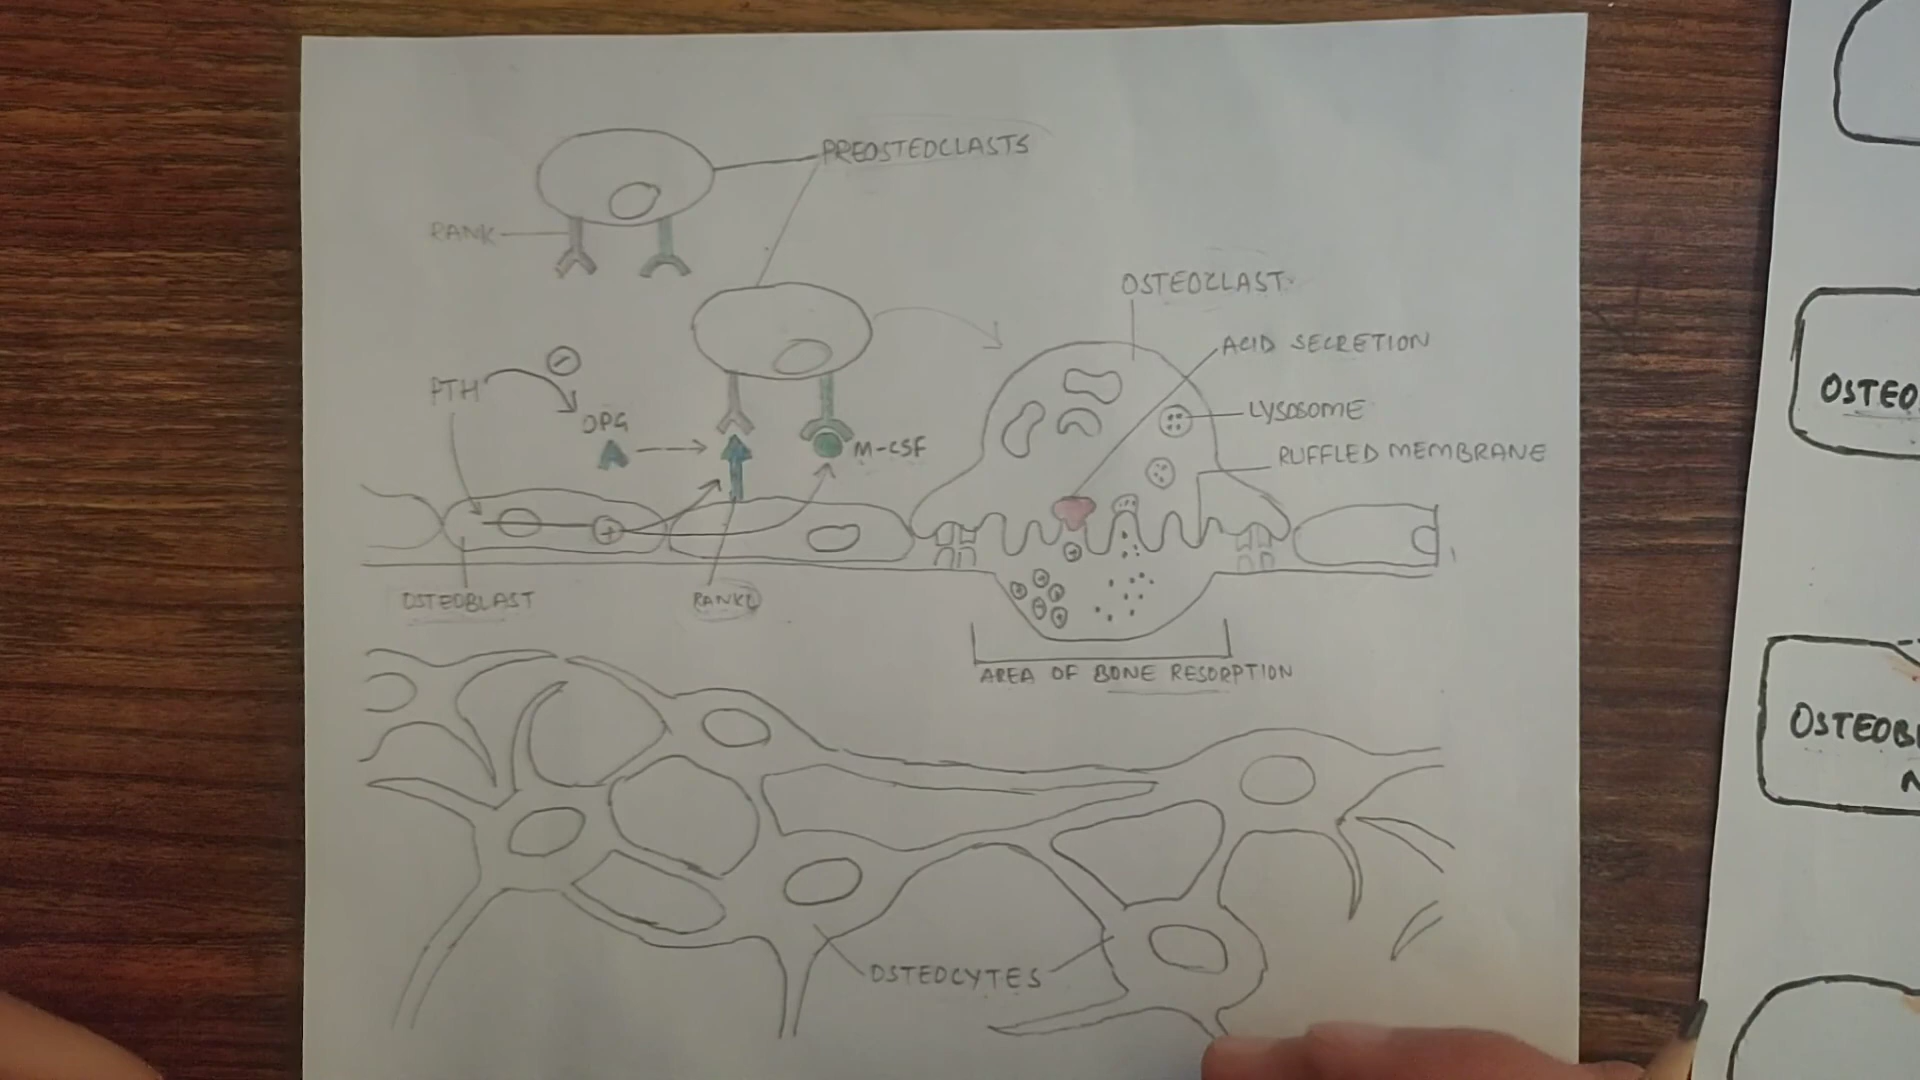 PREOSTEOCLASTS
RANK
OSTEOCLAST
ACID SECRETION
PTH
OPG
LYSOSOME
M-CSF
RUFFLED MEMBRANE
OSTEOBLAST
RANKL
AREA OF BONE RESORPTION
OSTEOCYTES
OSTEO
OSTEOB